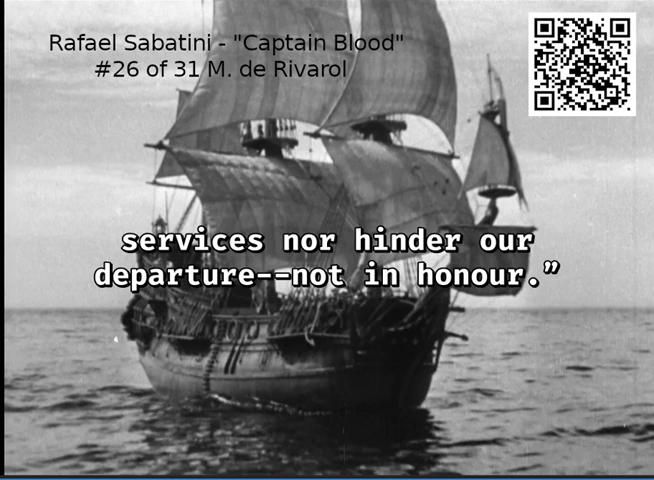 Rafael Sabatini - "Captain Blood"
#26 of 31 M. de Rivarol
services nor hinder our
departure--not in honour.”